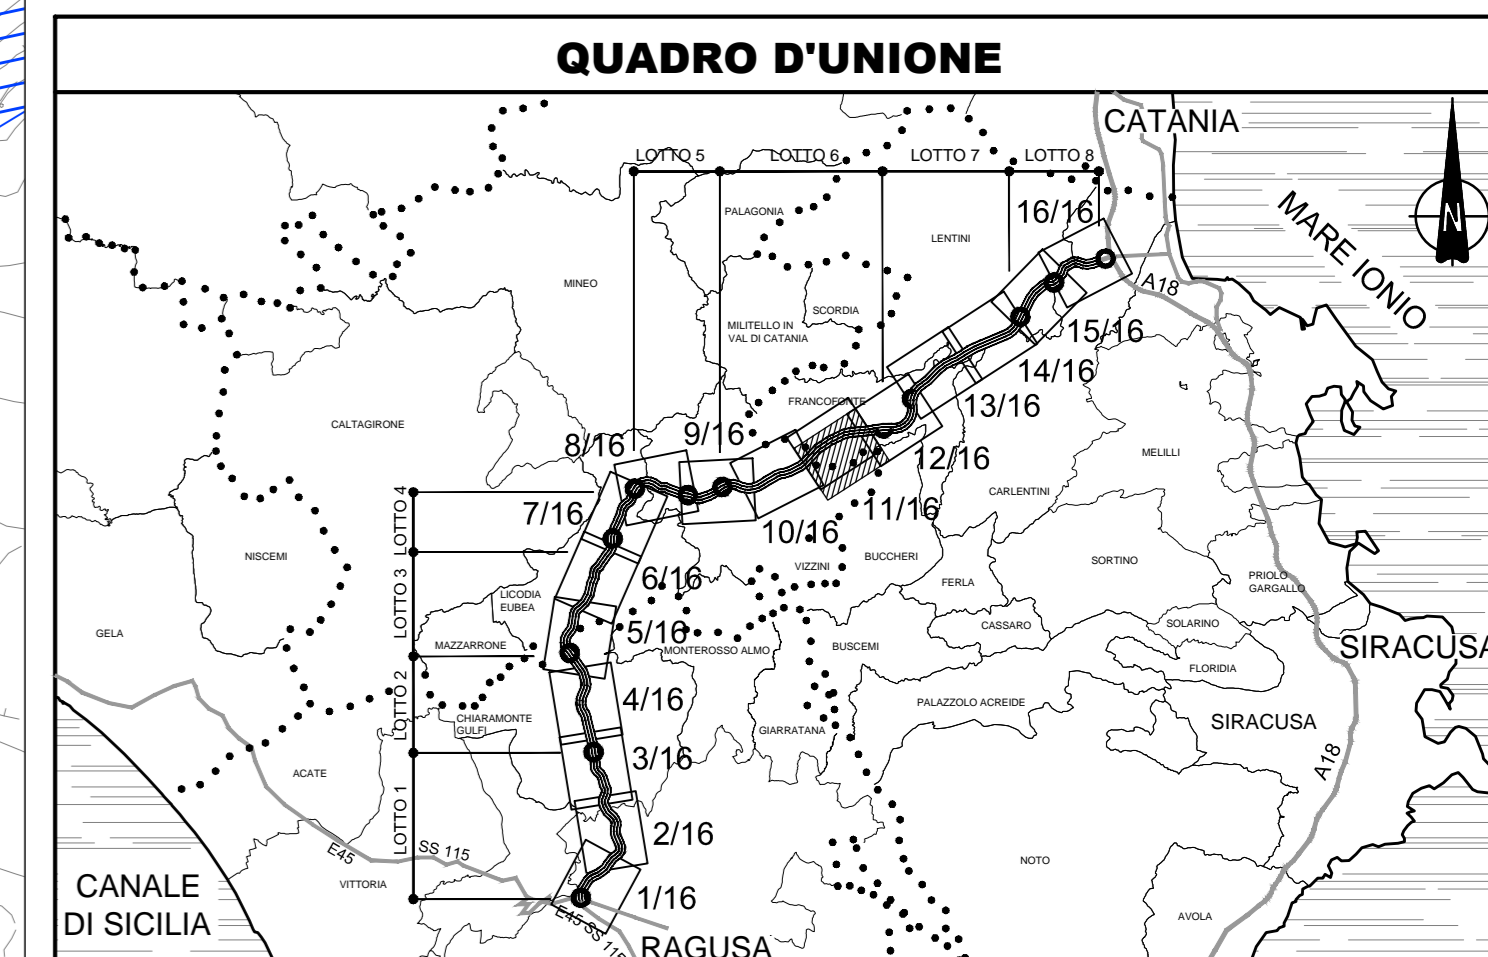 QUADRO D'UNIONE
CATANIA
LOTTO 5
LOTTO 6
LOTTO 7
LOTTO 8
N
MARE IONIO
PALAGONIA
16/16
LENTINI
MINEO
A18
SCORDIA
MILITELLO IN
VAL DI CATANIA
15/16
14/16
FRANCOFONTE
13/16
CALTAGIRONE
8/16
9/16
12/16
MELILLI
CARLENTINI
7/16
10/16
11/16
LOTTO 4
NISCEMI
VIZZINI
BUCCHERI
SORTINO
FERLA
PRIOLO
GARGALLO
6/16
LICODIA
EUBEA
LOTTO 3
GELA
5/16
CASSARO
SOLARINO
MAZZARRONE
MONTEROSSO ALMO
BUSCEMI
SIRACUSA
FLORIDIA
4/16
LOTTO 2
PALAZZOLO ACREIDE
CHIARAMONTE
GULFI
GIARRATANA
SIRACUSA
3/16
A18
ACATE
LOTTO 1
2/16
E45
SS 115
NOTO
VITTORIA
CANALE
DI SICILIA
1/16
AVOLA
E45 SS 115
RAGUSA